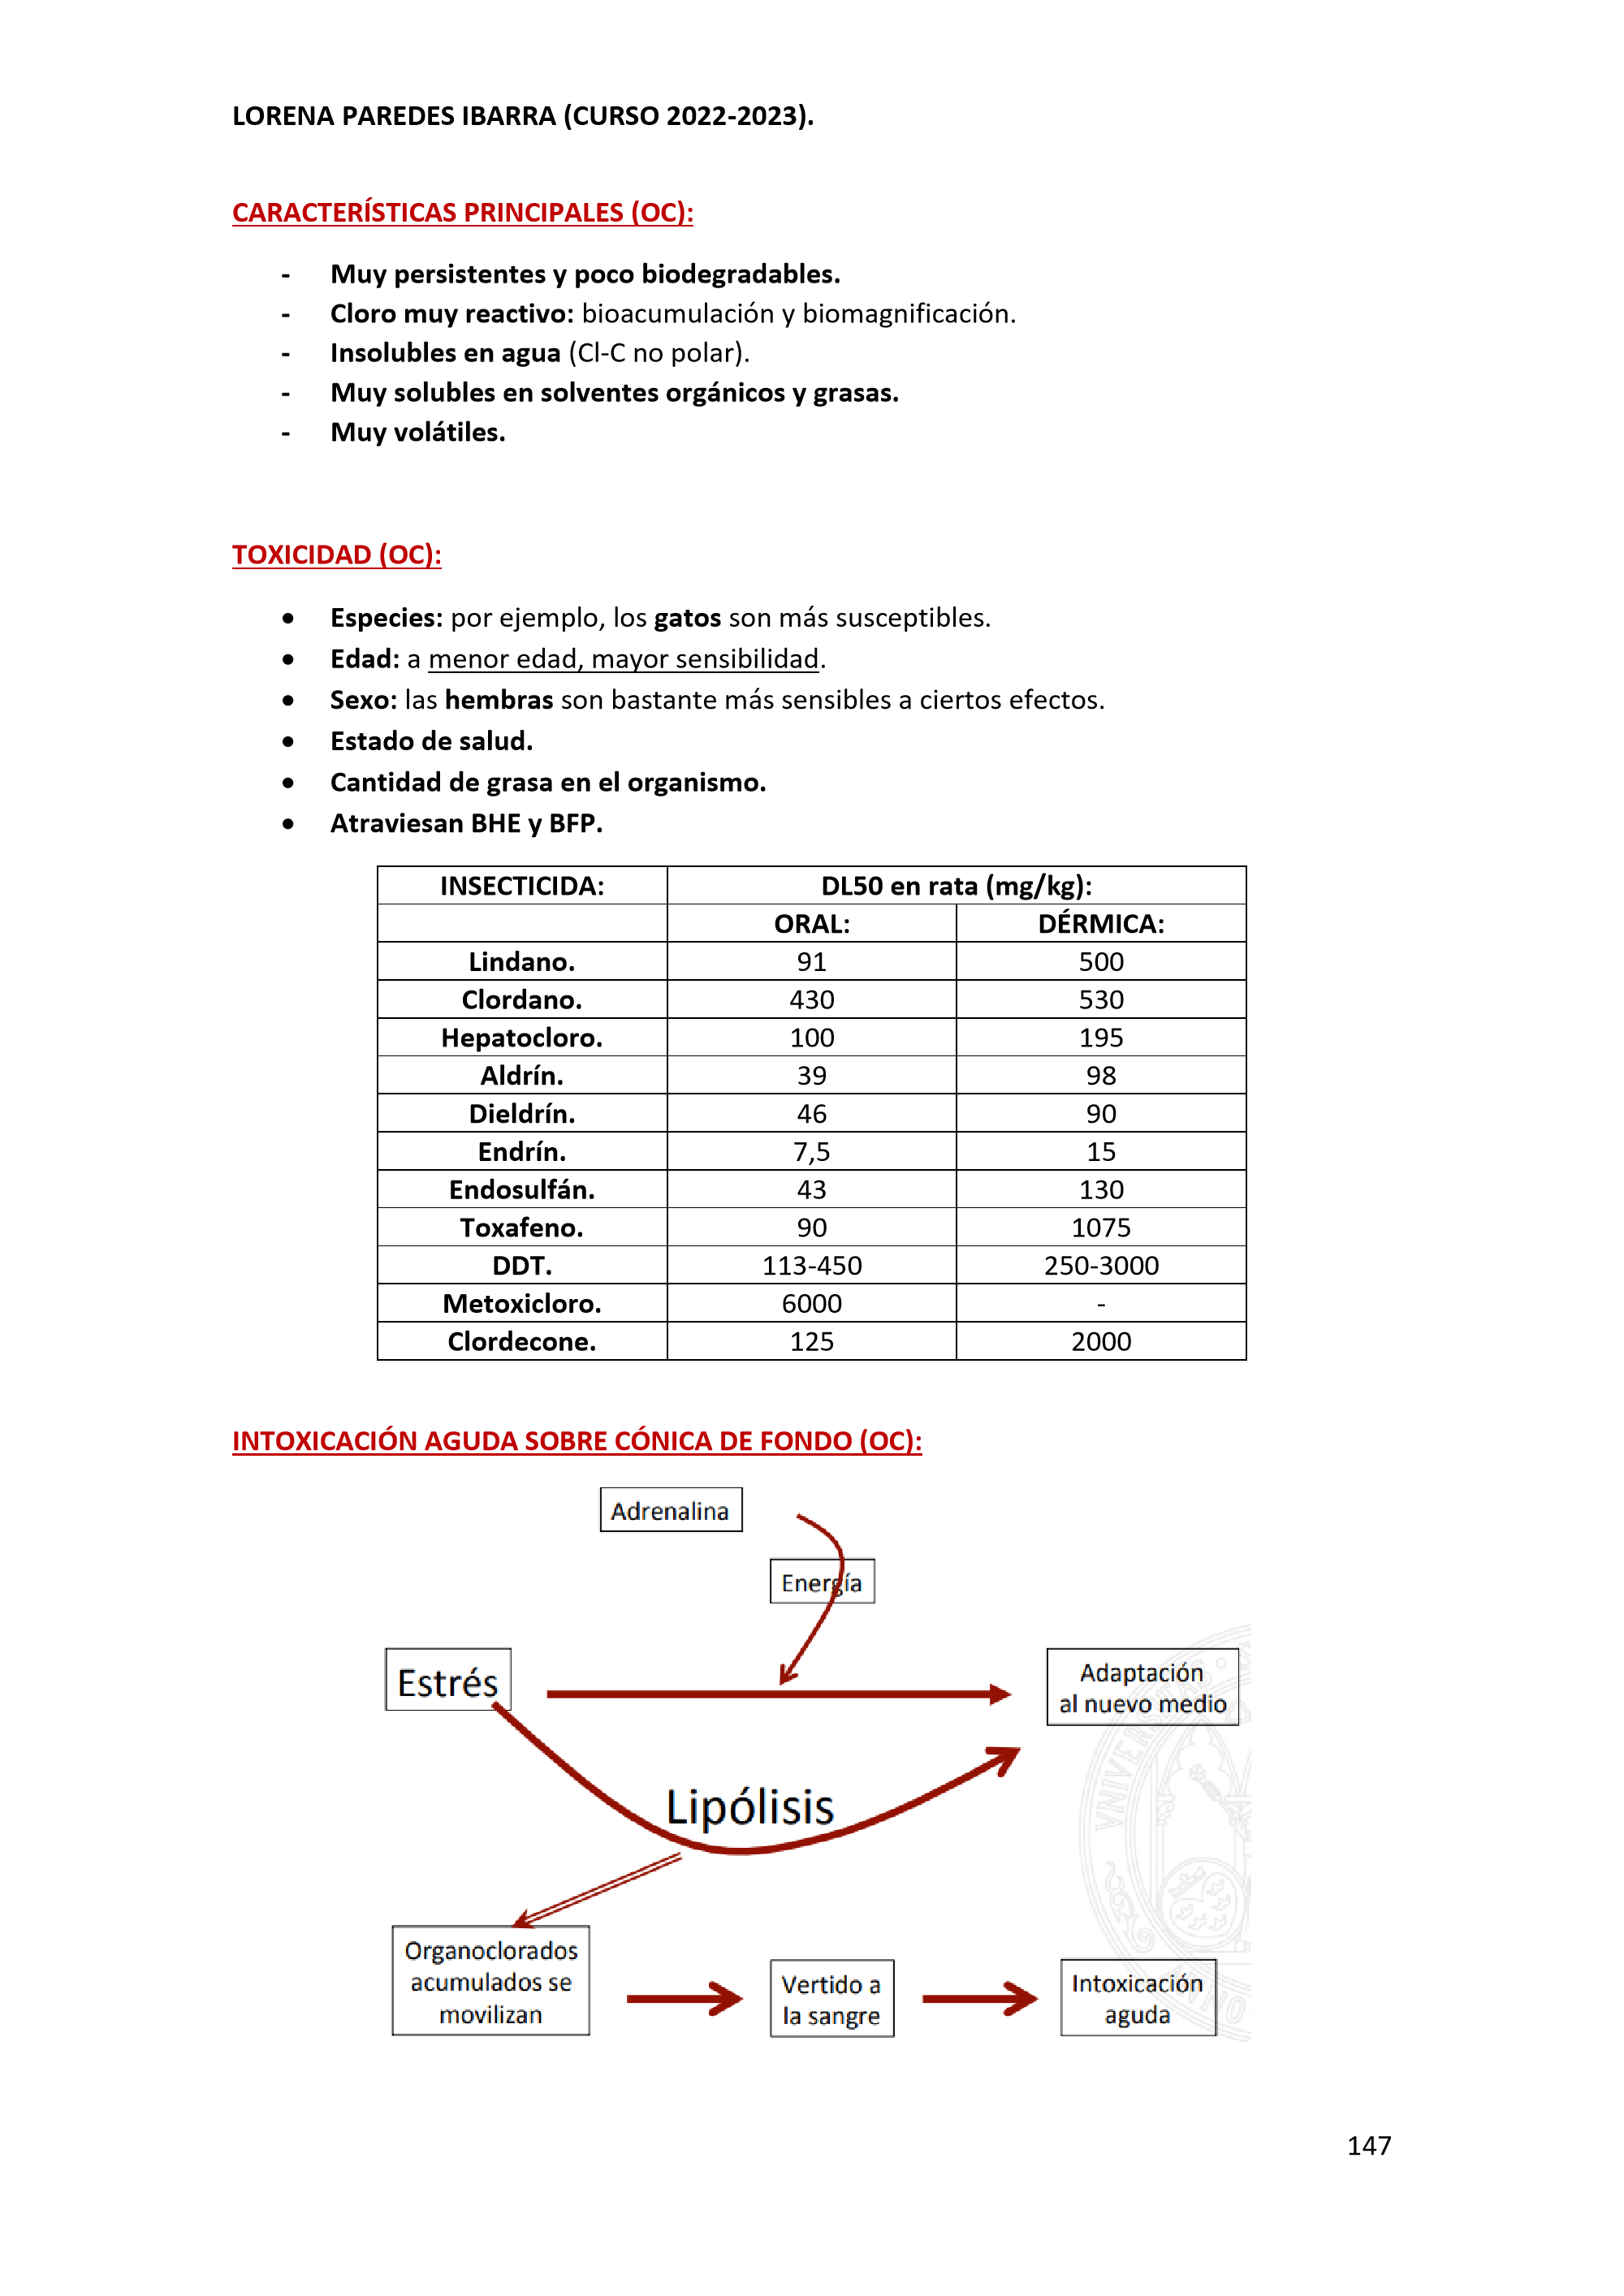 LORENA PAREDES IBARRA (CURSO 2022-2023).
CARACTERÍSTICAS PRINCIPALES (OC):
- Muy persistentes y poco biodegradables.
- Cloro muy reactivo: bioacumulación y biomagnificación.
- Insolubles en agua (Cl-C no polar).
- Muy solubles en solventes orgánicos y grasas.
- Muy volátiles.
TOXICIDAD (OC):
• Especies: por ejemplo, los gatos son más susceptibles.
• Edad: a menor edad, mayor sensibilidad.
• Sexo: las hembras son bastante más sensibles a ciertos efectos.
• Estado de salud.
• Cantidad de grasa en el organismo.
• Atraviesan BHE y BFP.
INSECTICIDA: DL50 en rata (mg/kg):
ORAL: DÉRMICA:
Lindano. 91 500
Clordano. 430 530
Hepatocloro. 100 195
Aldrín. 39 98
Dieldrín. 46 90
Endrín. 7,5 15
Endosulfán. 43 130
Toxafeno. 90 1075
DDT. 113-450 250-3000
Metoxicloro. 6000 -
Clordecone. 125 2000
INTOXICACIÓN AGUDA SOBRE CÓNICA DE FONDO (OC):
Adrenalina
Energía
Estrés
Adaptación
al nuevo medio
Lipólisis
Organoclorados
acumulados se
movilizan
Vertido a
la sangre
Intoxicación
aguda
147